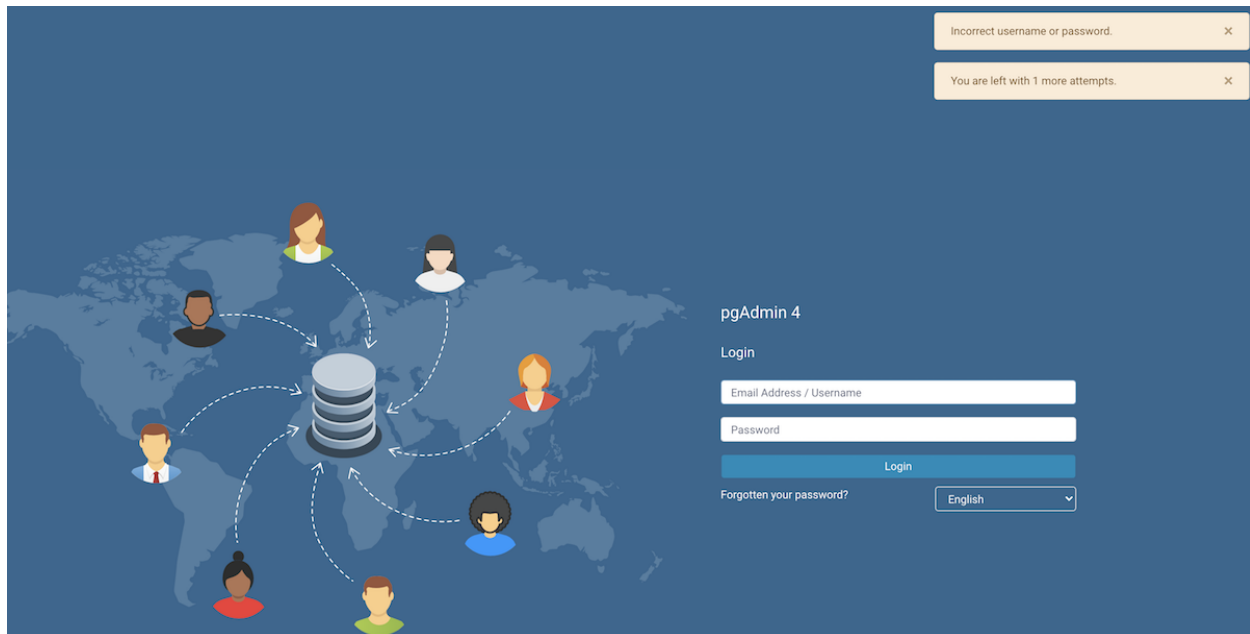 Incorrect username or password.
You are left with 1 more attempts.
pgAdmin 4
Login
Email Address / Username
Password
Login
Forgotten your password?
English